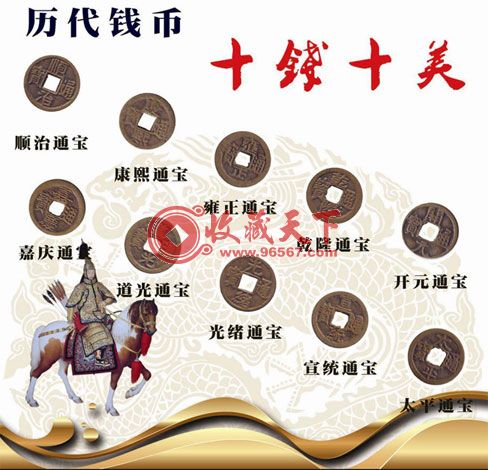 历代钱币
十錢十美
顺治通宝
康熙通宝
雍正通宝
乾隆通宝
开元通宝
嘉庆通宝
道光通宝
光绪通宝
宣统通宝
太平通宝
收藏天下
www.96567.com